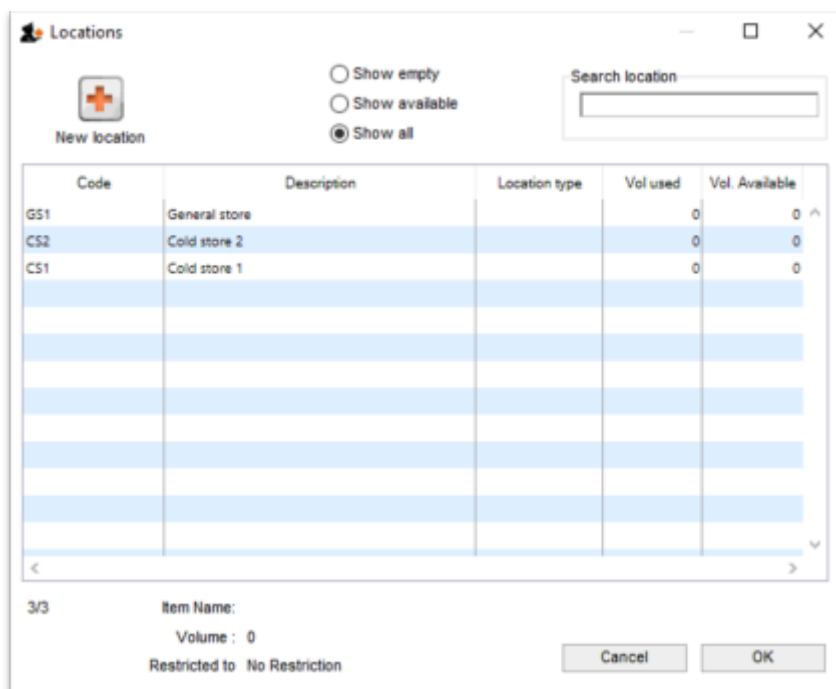 Locations
Show empty
Search location
Show available
New location
Show all
Code Description Location type Vol used Vol. Available
GS1 General store 0 0
CS2 Cold store 2 0 0
CS1 Cold store 1 0 0
3/3 Item Name:
Volume : 0
Restricted to No Restriction
Cancel OK